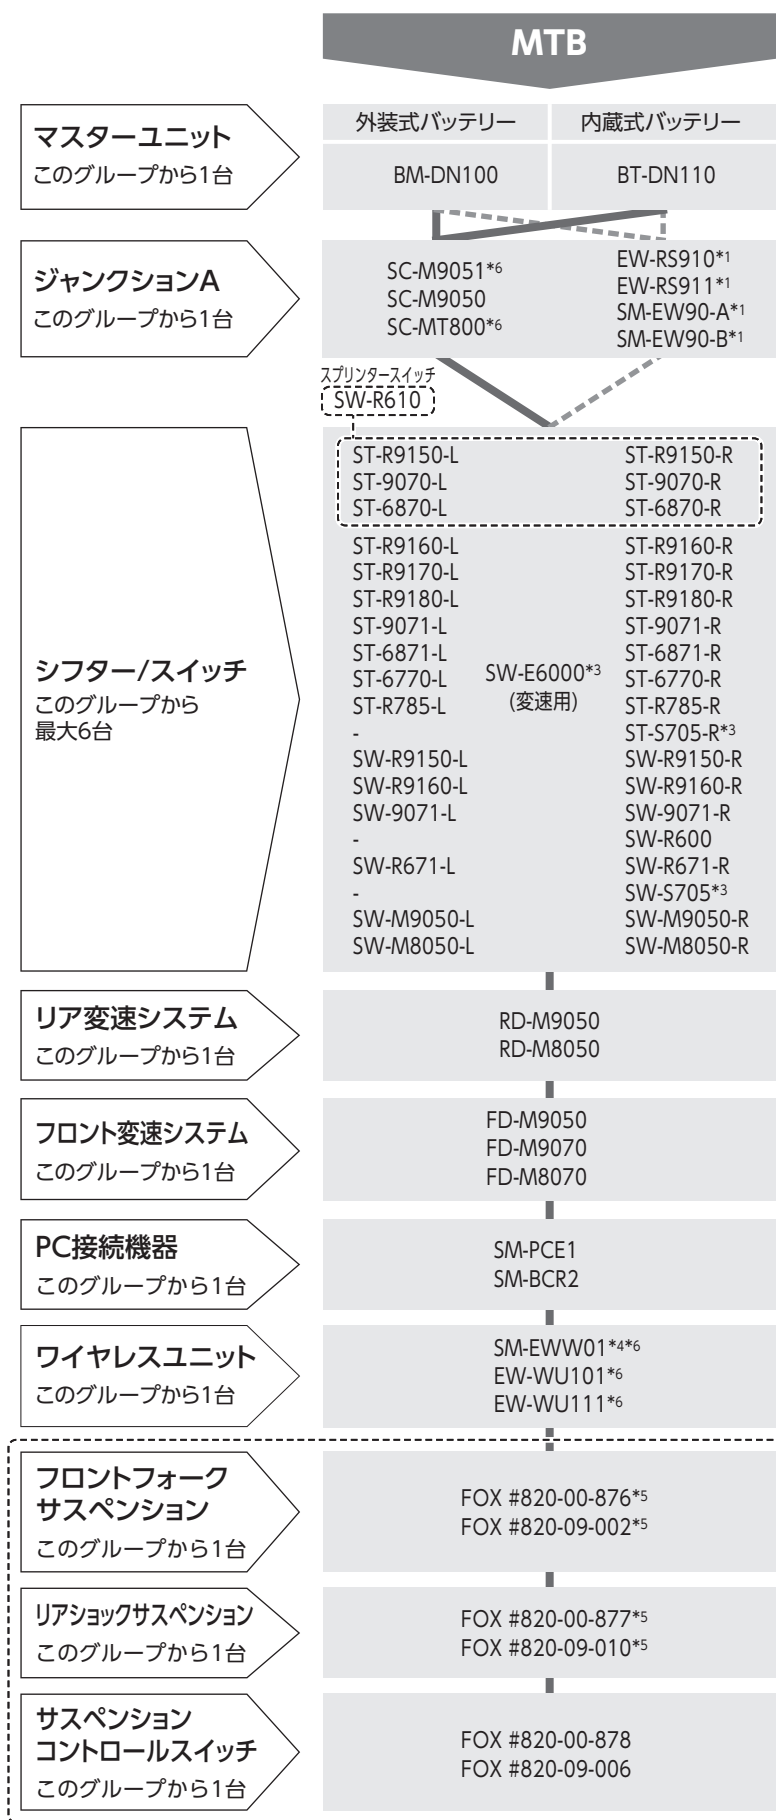 MTB
マスターユニット
このグループから1台
外装式バッテリー
内蔵式バッテリー
BM-DN100
BT-DN110
ジャンクションA
このグループから1台
SC-M9051*6
SC-M9050
SC-MT800*6
EW-RS910*1
EW-RS911*1
SM-EW90-A*1
SM-EW90-B*1
スプリンタースイッチ
SW-R610
シフター/スイッチ
このグループから
最大6台
ST-R9150-L ST-R9150-R
ST-9070-L ST-9070-R
ST-6870-L ST-6870-R
ST-R9160-L ST-R9160-R
ST-R9170-L ST-R9170-R
ST-R9180-L ST-R9180-R
ST-9071-L ST-9071-R
ST-6871-L ST-6871-R
ST-6770-L SW-E6000*3 ST-6770-R
ST-R785-L (変速用) ST-R785-R
- ST-S705-R*3
SW-R9150-L SW-R9150-R
SW-R9160-L SW-R9160-R
SW-9071-L SW-9071-R
- SW-R600
SW-R671-L SW-R671-R
- SW-S705*3
SW-M9050-L SW-M9050-R
SW-M8050-L SW-M8050-R
リア変速システム
このグループから1台
RD-M9050
RD-M8050
フロント変速システム
このグループから1台
FD-M9050
FD-M9070
FD-M8070
PC接続機器
このグループから1台
SM-PCE1
SM-BCR2
ワイヤレスユニット
このグループから1台
SM-EWW01*4*6
EW-WU101*6
EW-WU111*6
フロントフォーク
サスペンション
このグループから1台
FOX #820-00-876*5
FOX #820-09-002*5
リアショックサスペンション
このグループから1台
FOX #820-00-877*5
FOX #820-09-010*5
サスペンション
コントロールスイッチ
このグループから1台
FOX #820-00-878
FOX #820-09-006